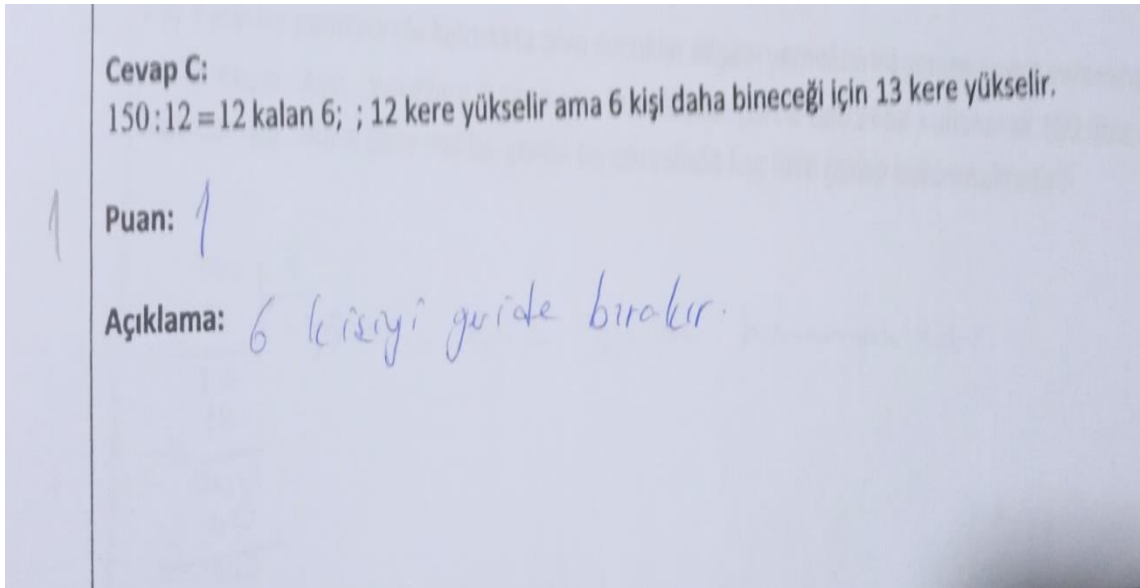 Cevap C:
150:12=12 kalan 6; ; 12 kere yükselir ama 6 kişi daha bineceği için 13 kere yükselir.
1 Puan: 1
Açıklama: 6 kişiyi geride bırakır.